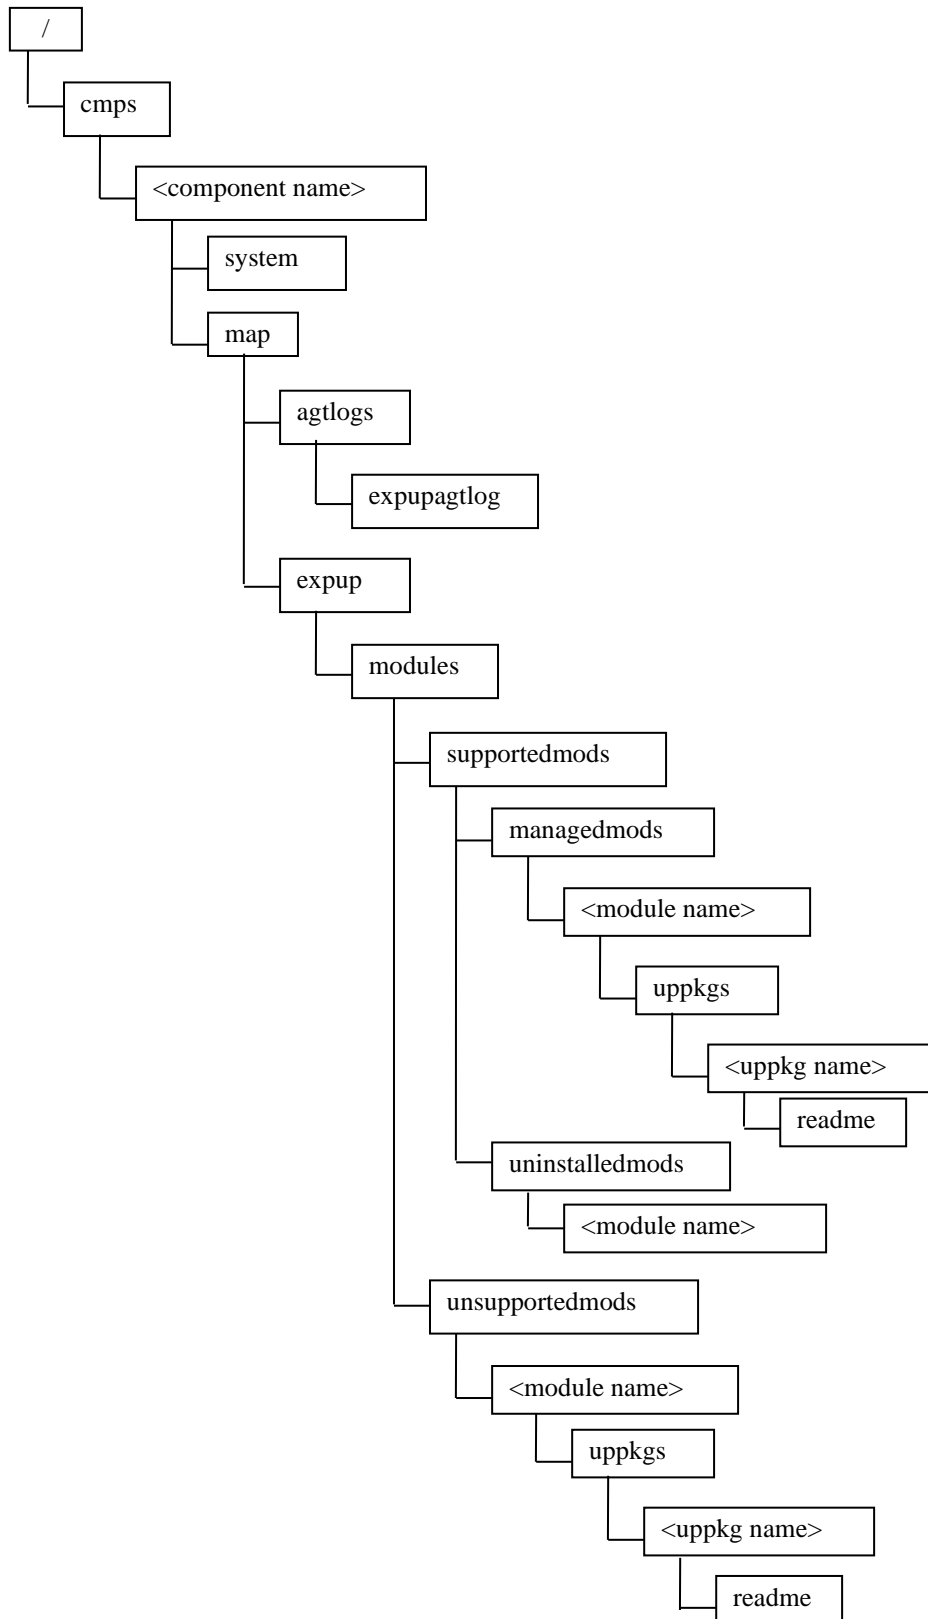 /
cmps
<component name>
system
map
agtlogs
expupagtlog
expup
modules
supportedmods
managedmods
<module name>
uppkgs
<uppkg name>
readme
uninstalledmods
<module name>
unsupportedmods
<module name>
uppkgs
<uppkg name>
readme